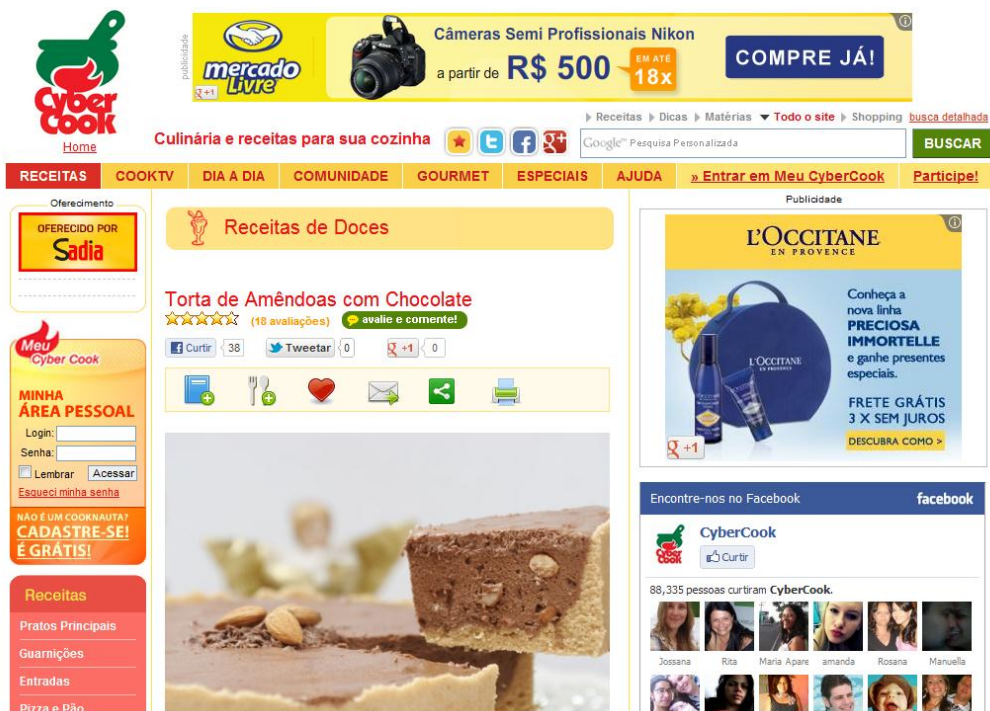 Cyber
Cook
Home
publicidade
mercado
Livre
+1
Câmeras Semi Profissionais Nikon
a partir de R$ 500
EM ATÉ
18x
COMPRE JÁ!
Receitas Dicas Matérias Todo o site Shopping busca detalhada
Culinária e receitas para sua cozinha
Google™ Pesquisa Personalizada
BUSCAR
RECEITAS COOKTV DIA A DIA COMUNIDADE GOURMET ESPECIAIS AJUDA » Entrar em Meu CyberCook Participe!
Oferecimento
OFERECIDO POR
Sadia
Meu
Cyber Cook
MINHA
ÁREA PESSOAL
Login:
Senha:
Lembrar Acessar
Esqueci minha senha
NÃO É UM COOKNAUTA?
CADASTRE-SE!
É GRÁTIS!
Receitas
Pratos Principais
Guarnições
Entradas
Pizza e Pão
Receitas de Doces
Torta de Amêndoas com Chocolate
(18 avaliações) avalie e comente!
Curtir 38 Tweetar 0 +1 0
Publicidade
L'OCCITANE
EN PROVENCE
Conheça a
nova linha
PRECIOSA
IMMORTELLE
e ganhe presentes
especiais.
FRETE GRÁTIS
3 X SEM JUROS
DESCUBRA COMO >
L'OCCITANE
g +1
Encontre-nos no Facebook facebook
CyberCook
Curtir
Cyber
Cook
88,335 pessoas curtiram CyberCook.
Jossana Rita Maria Apare amanda Rosana Manuella